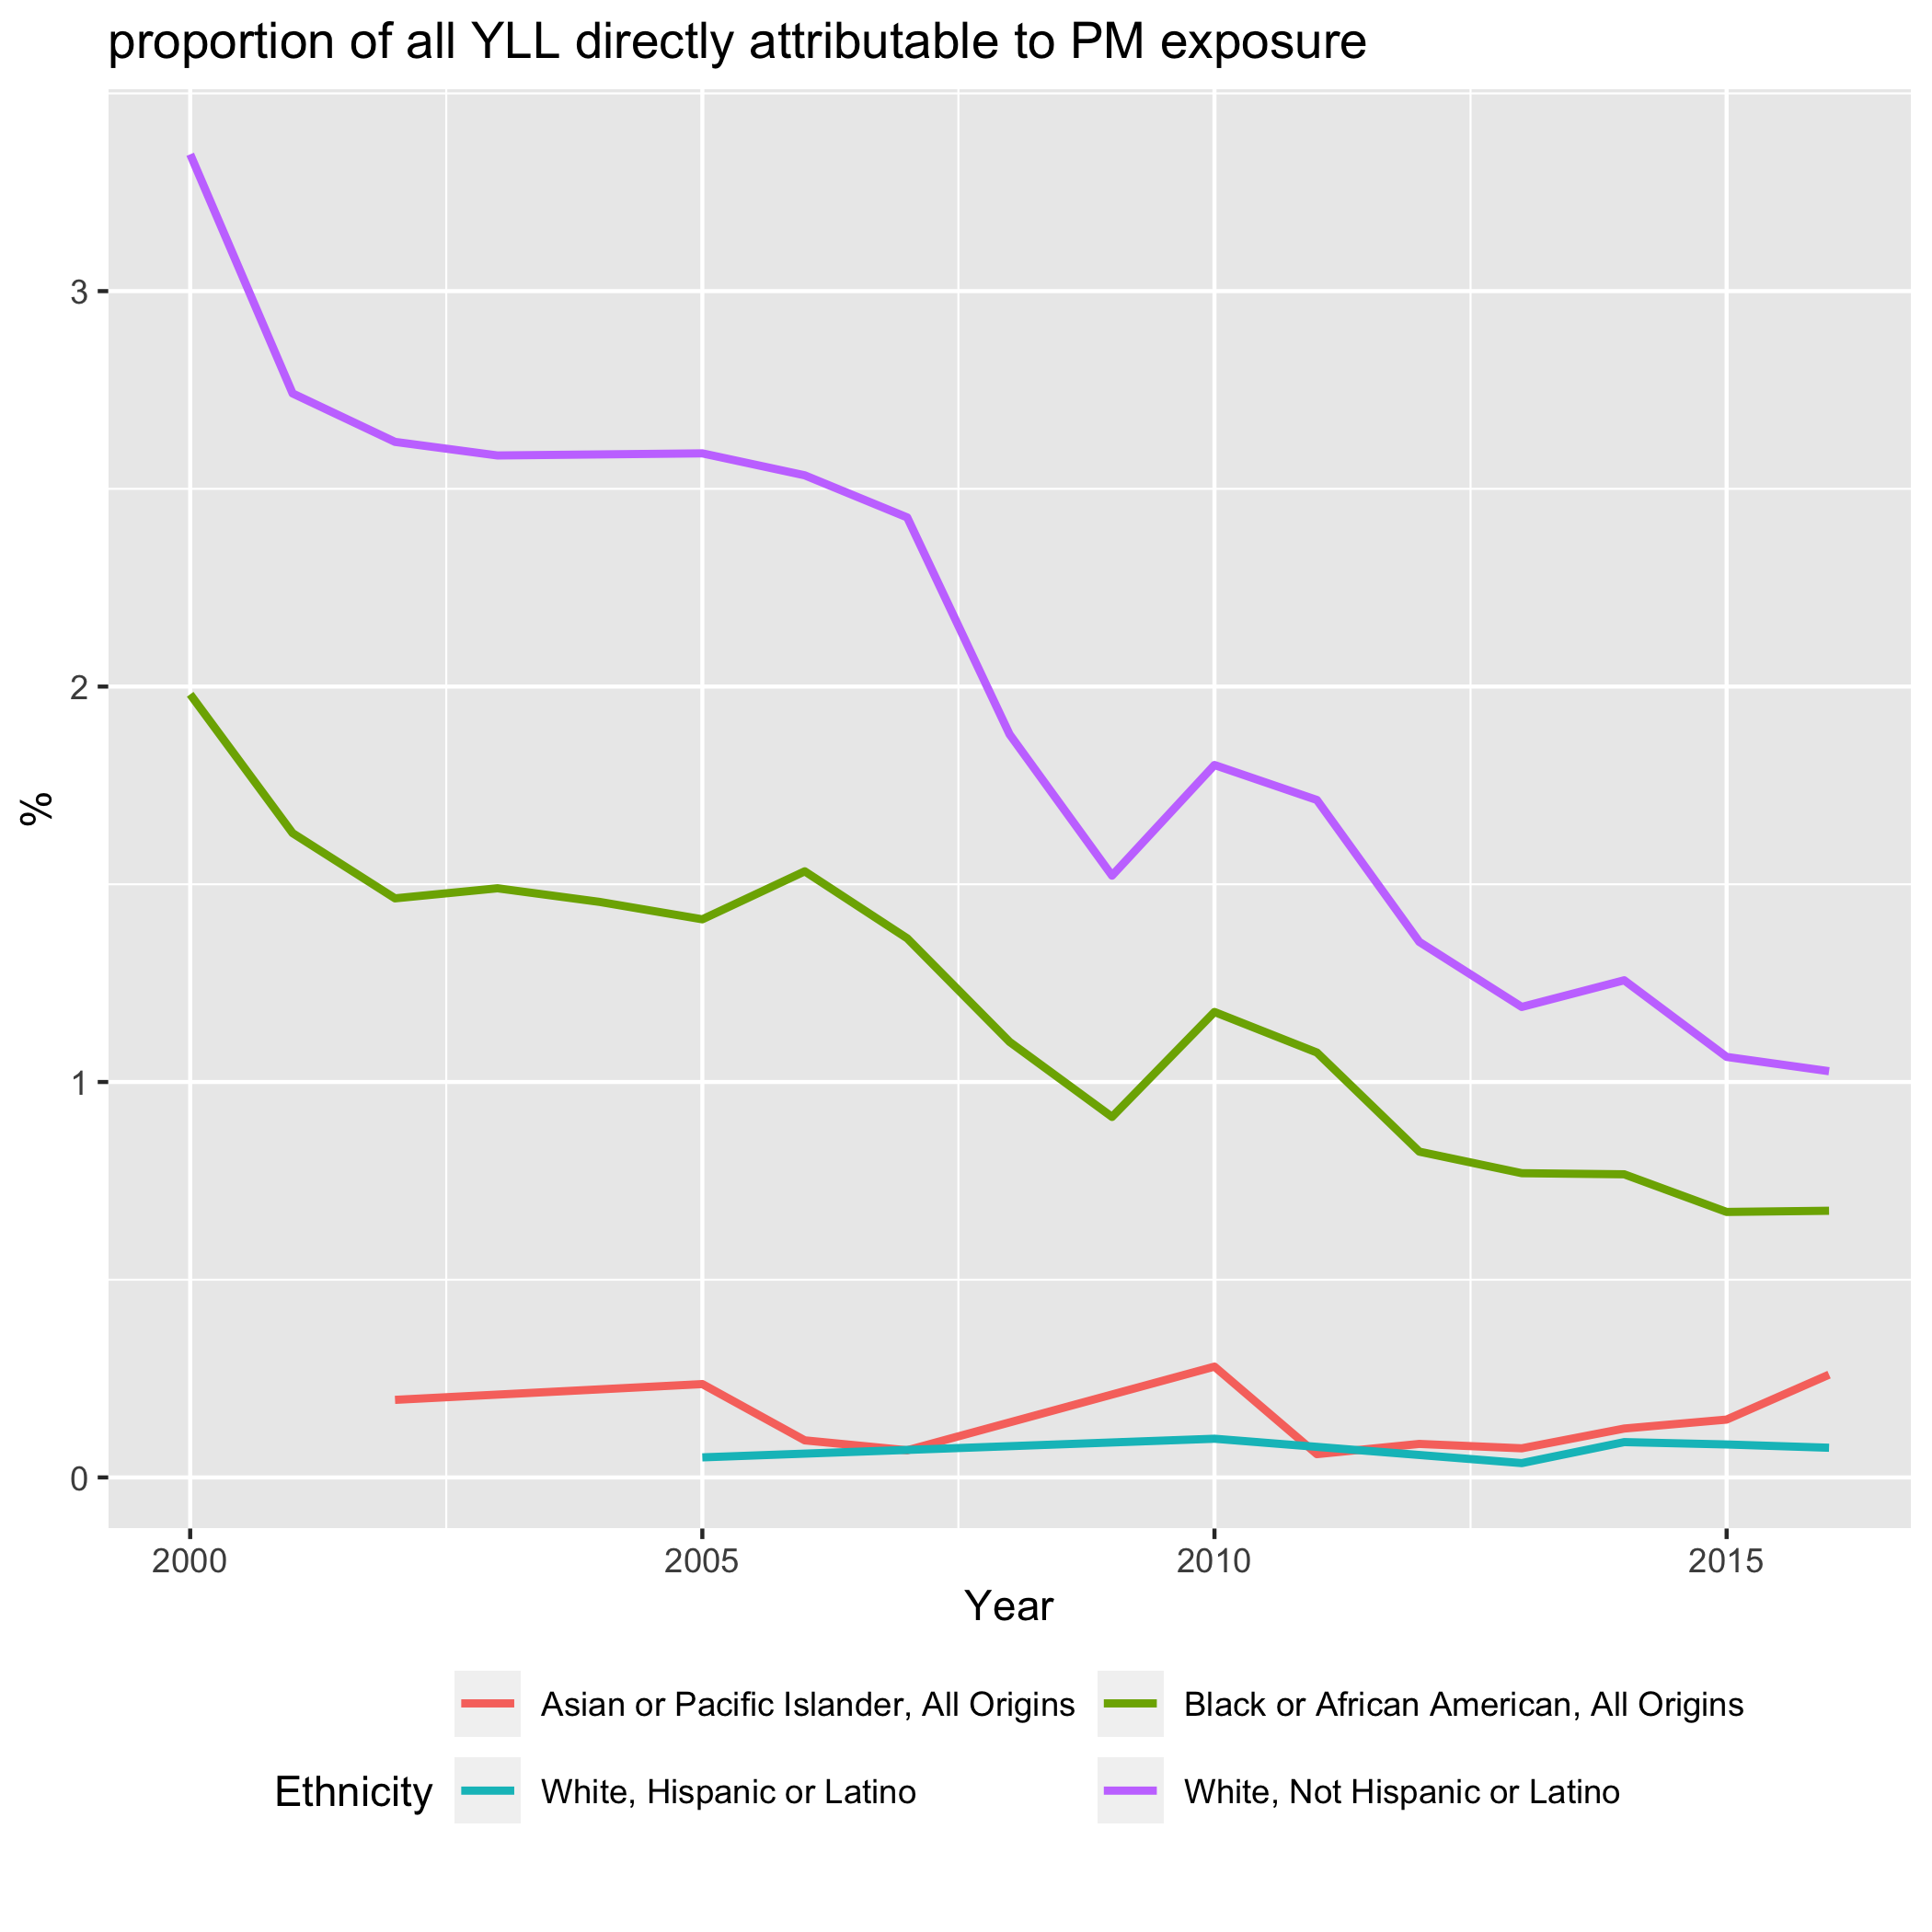 proportion of all YLL directly attributable to PM exposure
3
2
1
0
%
2000 2005 2010 2015
Year
Ethnicity
Asian or Pacific Islander, All Origins
Black or African American, All Origins
White, Hispanic or Latino
White, Not Hispanic or Latino